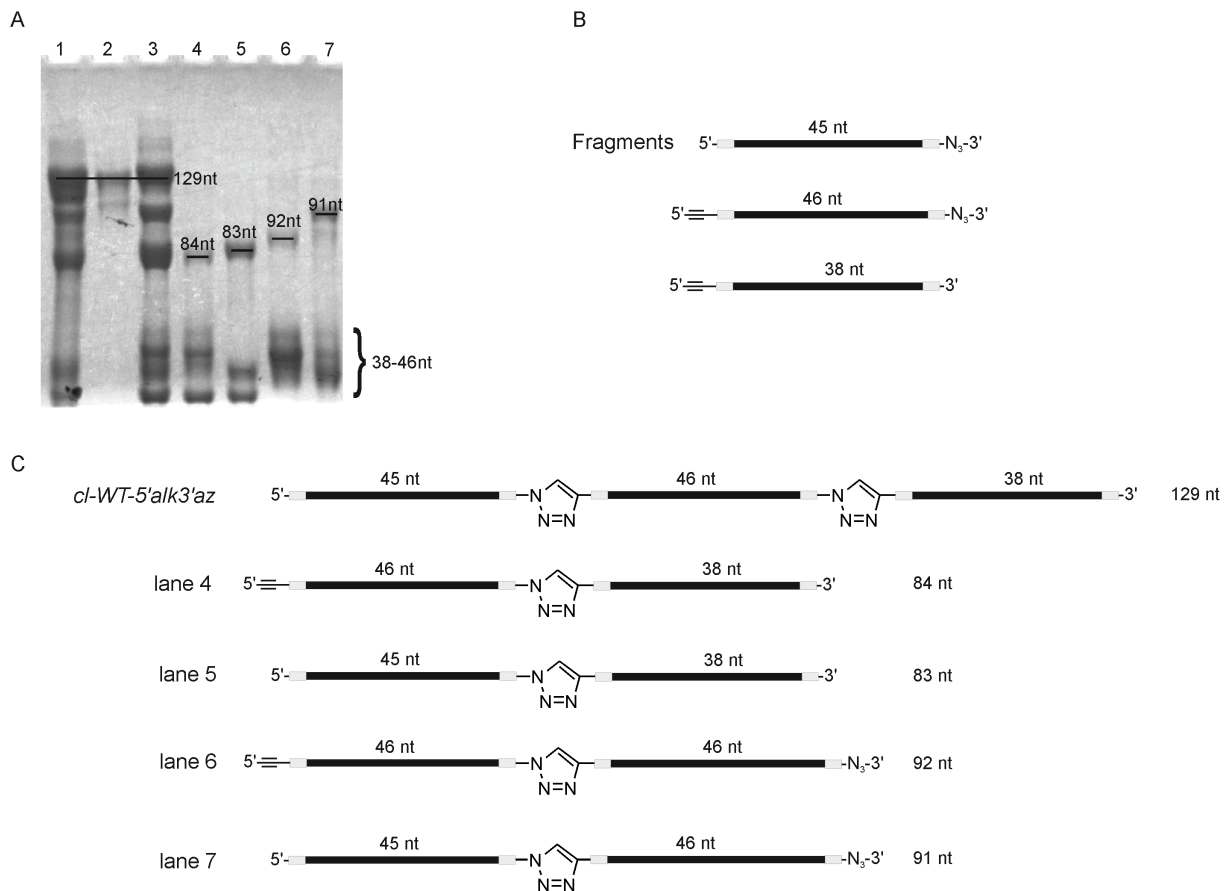 A
1 2 3 4 5 6 7
129nt
84nt
83nt
92nt
91nt
38-46nt
B
Fragments
45 nt
5'- -N3-3'
46 nt
5' -N3-3'
38 nt
5' -3'
C
45 nt 46 nt 38 nt
cl-WT-5'alk3'az 5'- N N=N N N=N -3' 129 nt
46 nt 38 nt
lane 4 5' N N=N -3' 84 nt
45 nt 38 nt
lane 5 5'- N N=N -3' 83 nt
46 nt 46 nt
lane 6 5' N N=N -N3-3' 92 nt
45 nt 46 nt
lane 7 5'- N N=N -N3-3' 91 nt